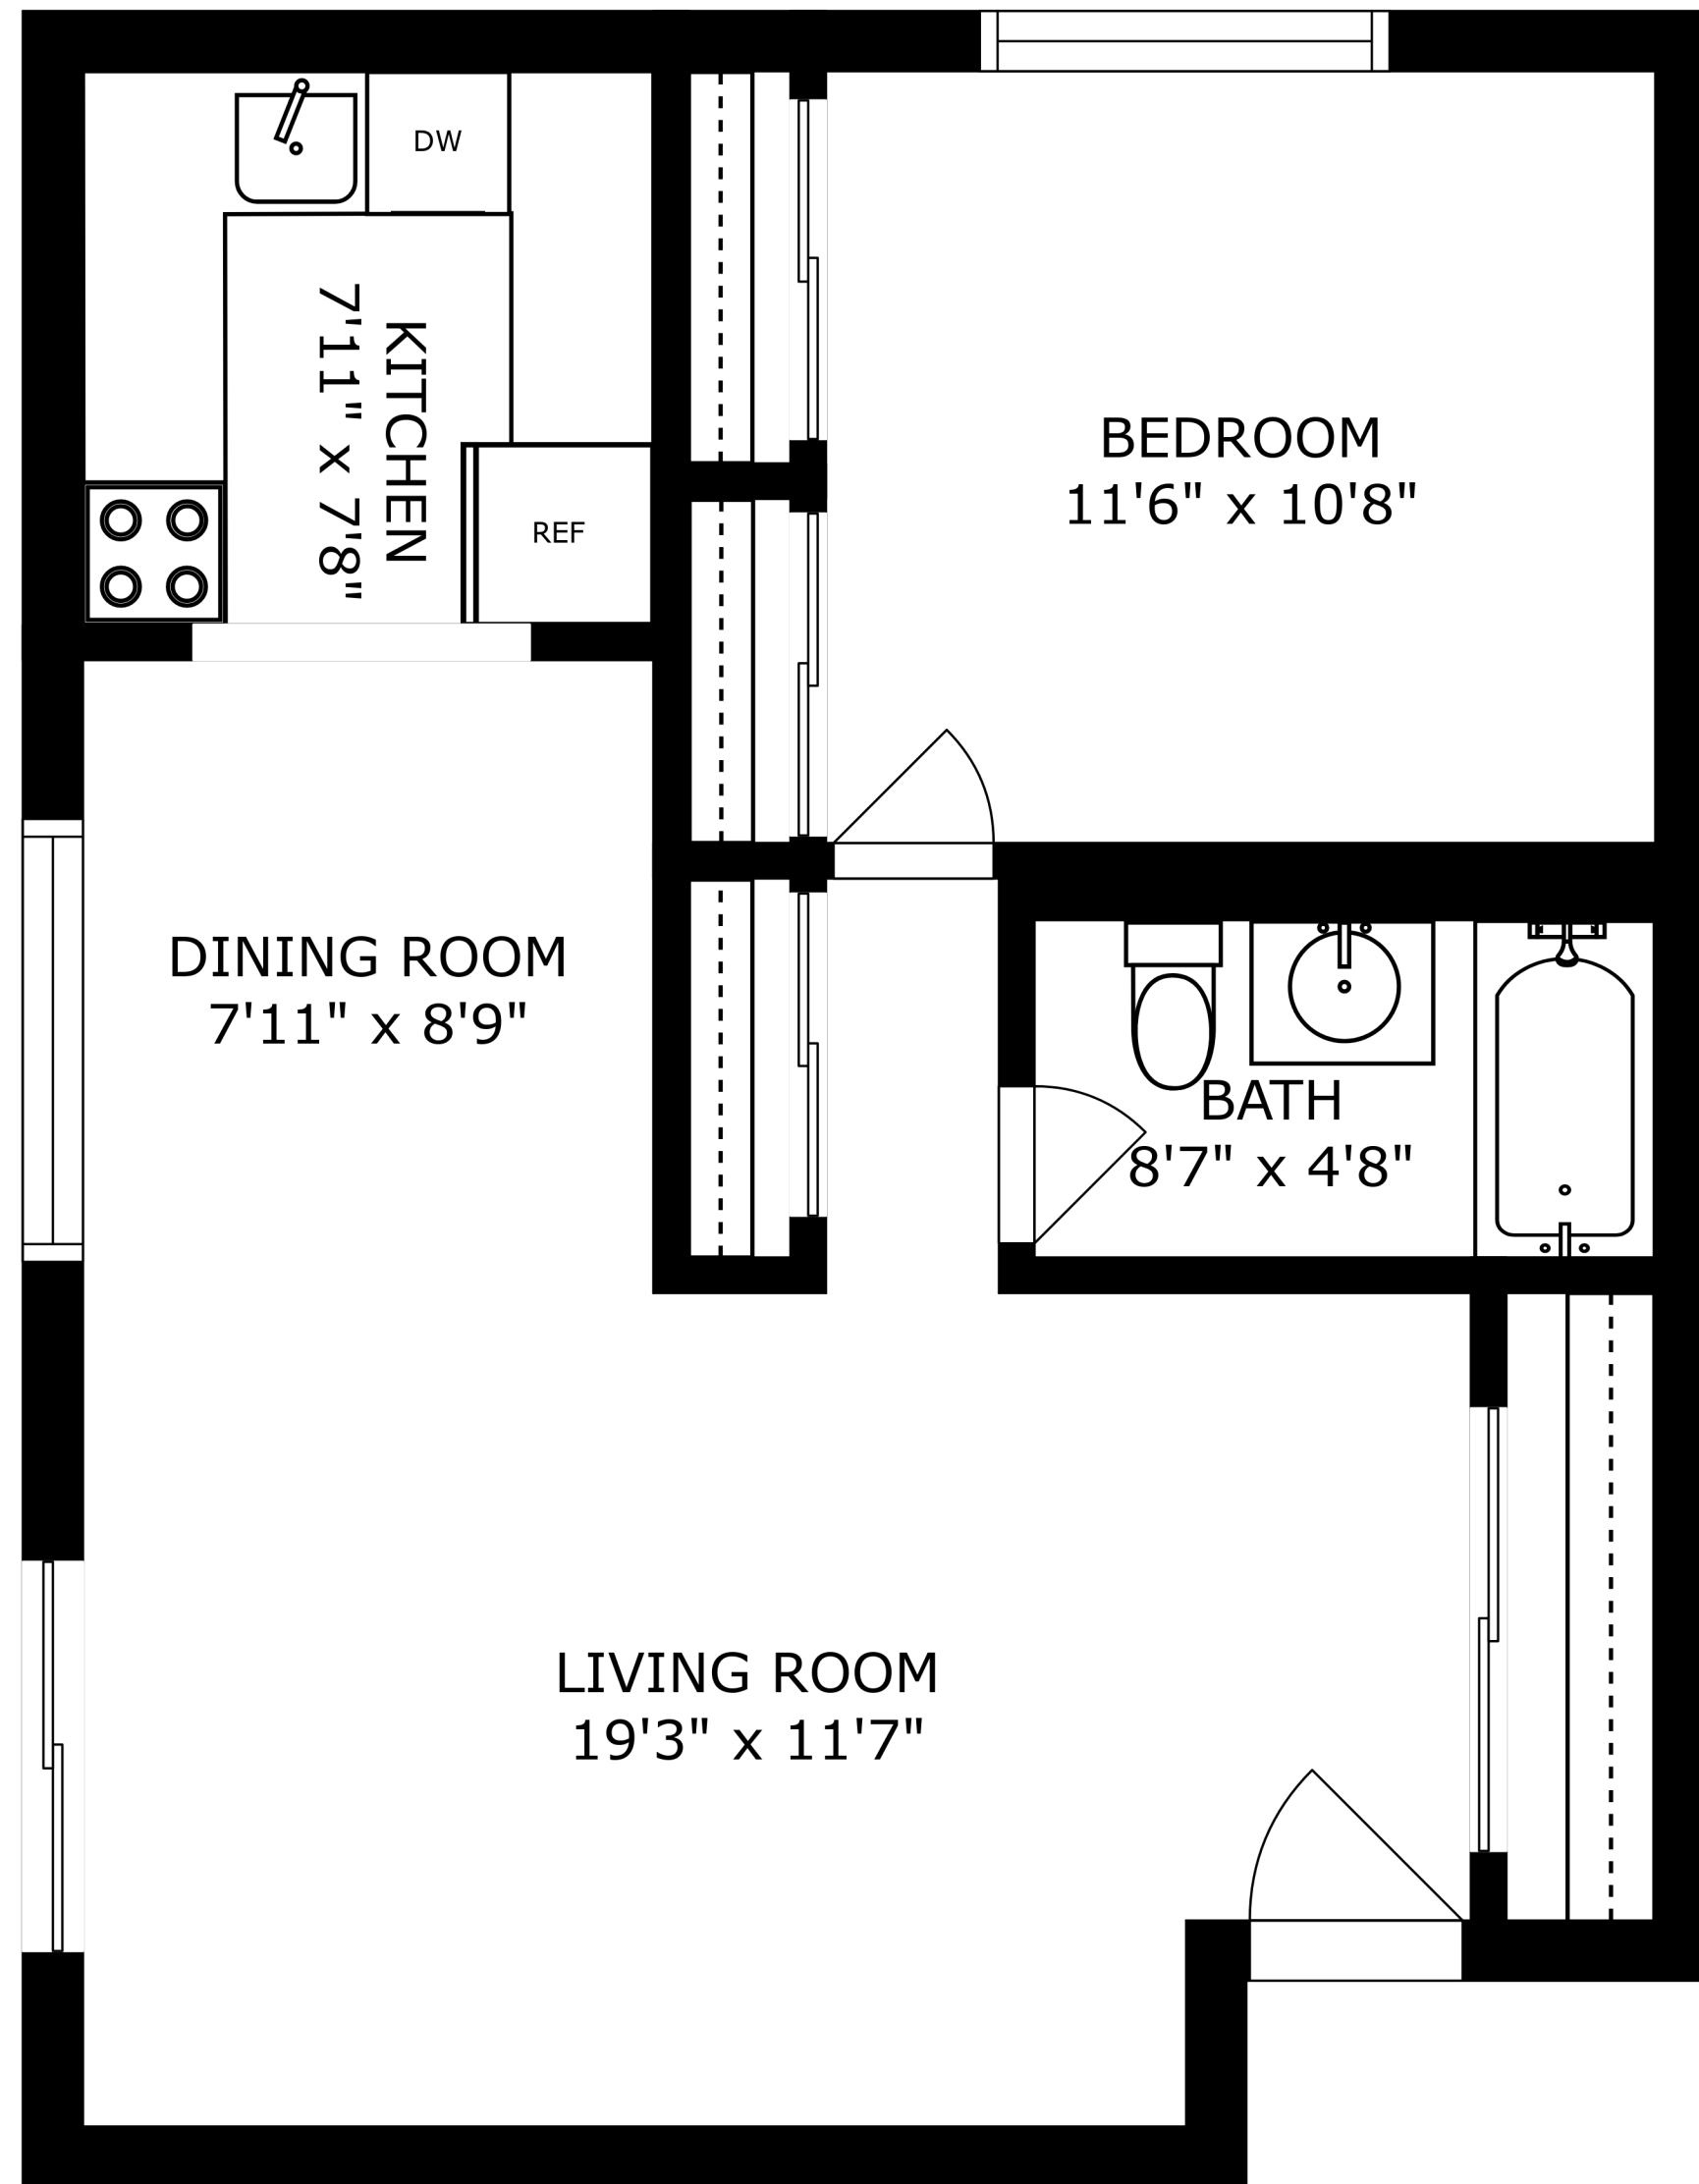 DW
KITCHEN
7'11" x 7'8"
REF
BEDROOM
11'6" x 10'8"
DINING ROOM
7'11" x 8'9"
BATH
8'7" x 4'8"
LIVING ROOM
19'3" x 11'7"